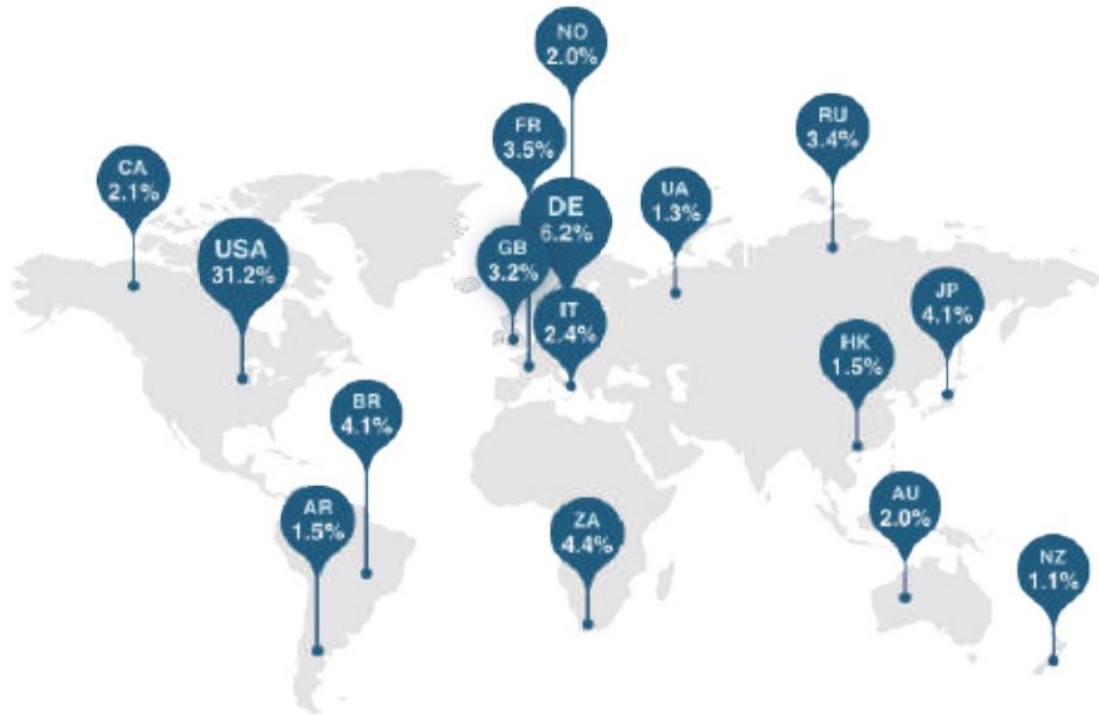 NO
2.0%
FR
3.5%
RU
3.4%
CA
2.1%
UA
1.3%
DE
6.2%
USA
31.2%
GB
3.2%
JP
4.1%
IT
2.4%
HK
1.5%
BR
4.1%
AU
2.0%
AR
1.5%
ZA
4.4%
NZ
1.1%